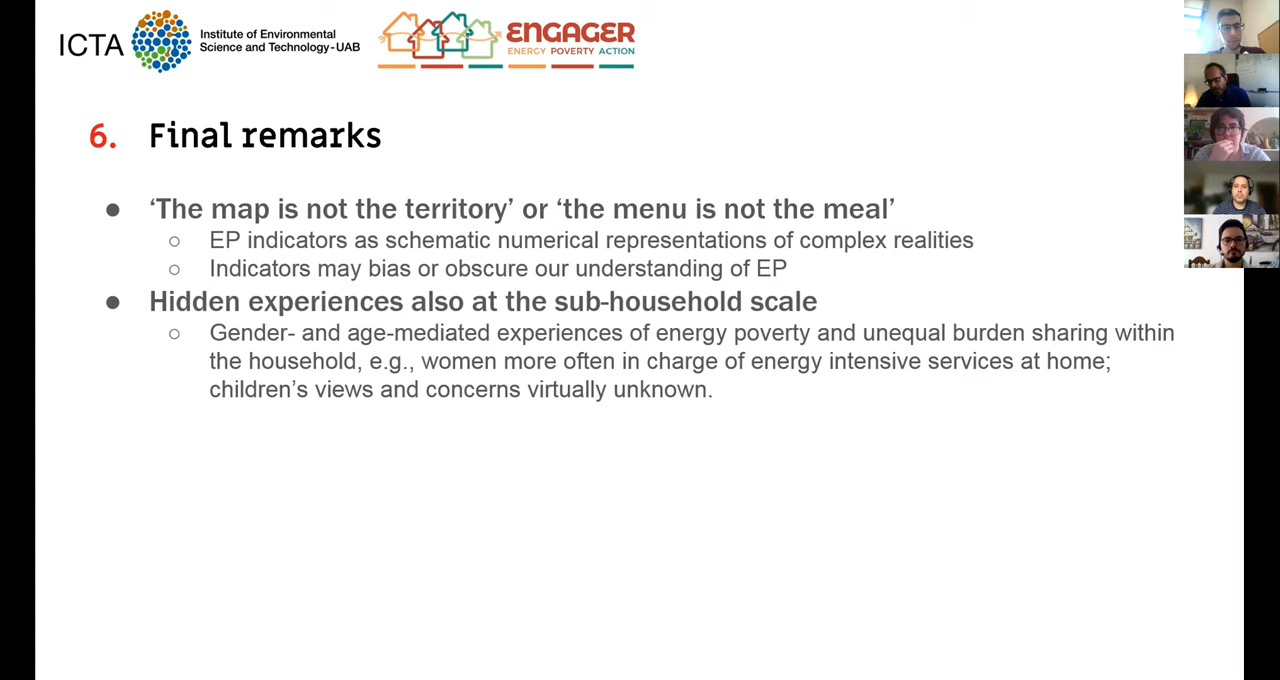 ICTA
Institute of Environmental
Science and Technology-UAB
ENGAGER
ENERGY POVERTY ACTION
6. Final remarks
● ‘The map is not the territory’ or ‘the menu is not the meal’
○ EP indicators as schematic numerical representations of complex realities
○ Indicators may bias or obscure our understanding of EP
● Hidden experiences also at the sub-household scale
○ Gender- and age-mediated experiences of energy poverty and unequal burden sharing within
the household, e.g., women more often in charge of energy intensive services at home;
children’s views and concerns virtually unknown.